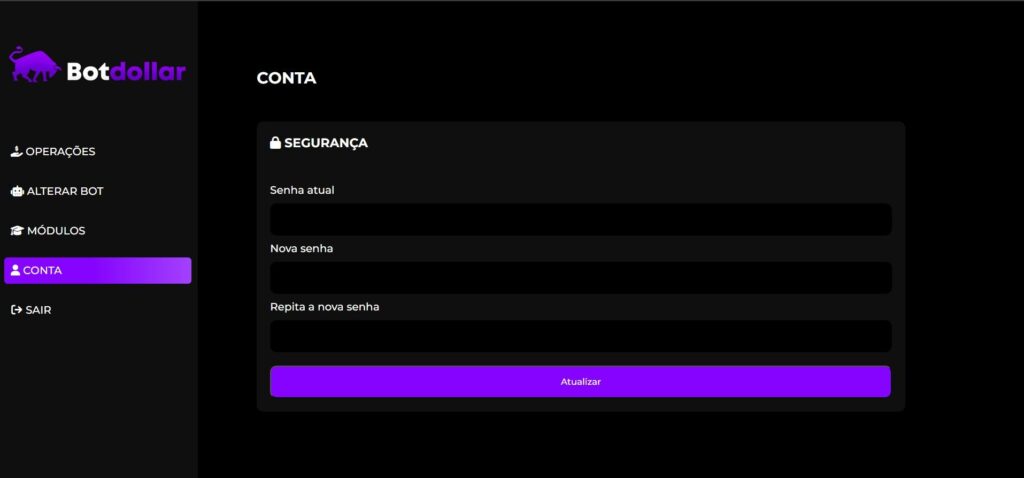 Botdollar
OPERAÇÕES
ALTERAR BOT
MÓDULOS
CONTA
SAIR
CONTA
SEGURANÇA
Senha atual
Nova senha
Repita a nova senha
Atualizar